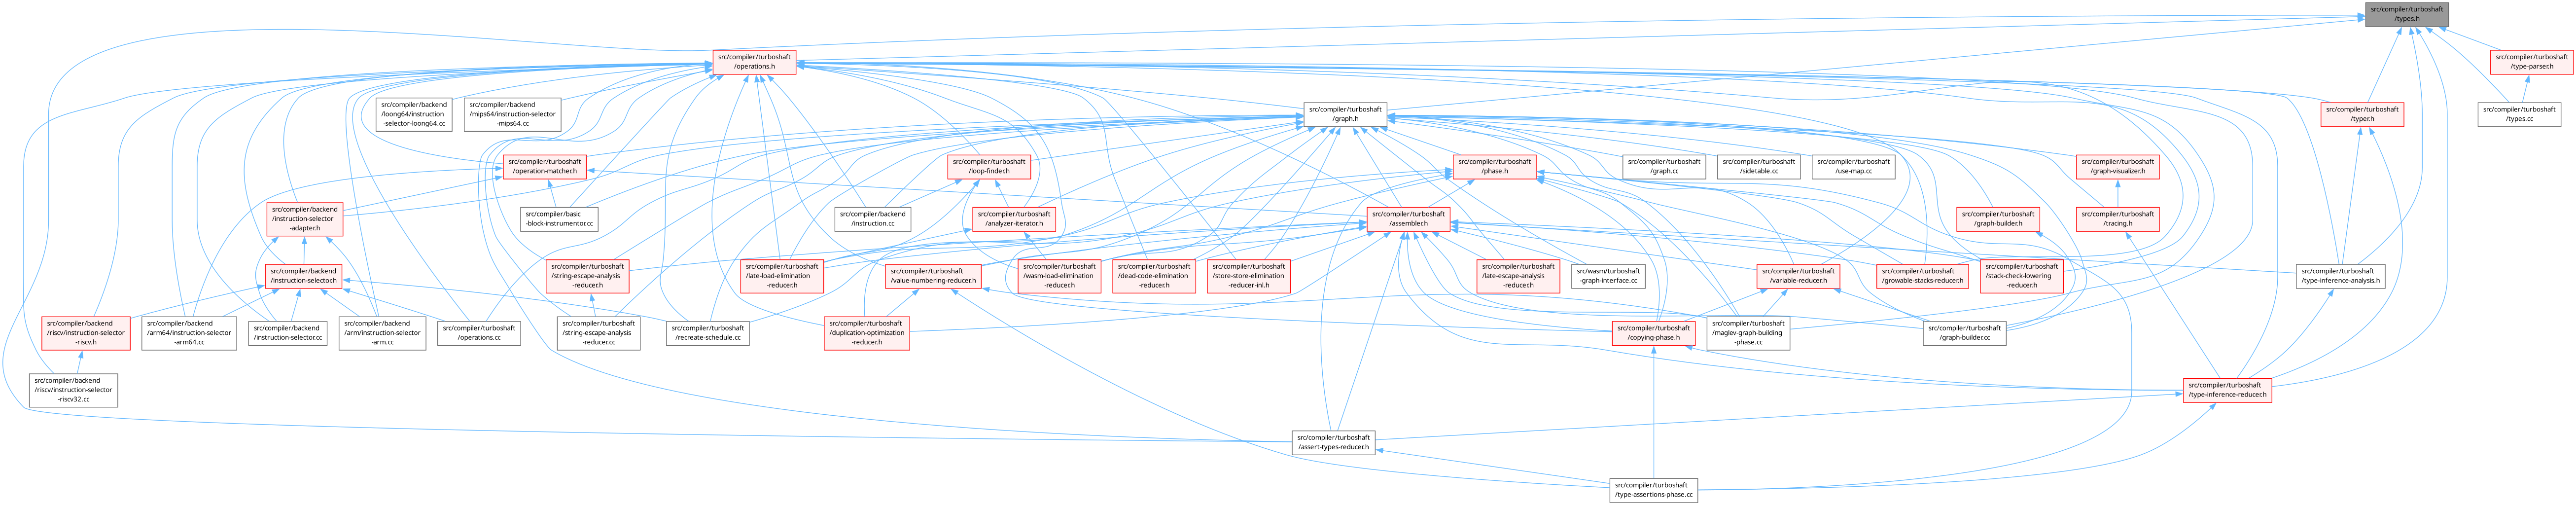 src/compiler/turboshaft
/types.h
src/compiler/turboshaft
/operations.h
src/compiler/turboshaft
/type-parser.h
src/compiler/backend
/loong64/instruction
-selector-loong64.cc
src/compiler/backend
/mips64/instruction-selector
-mips64.cc
src/compiler/turboshaft
/graph.h
src/compiler/turboshaft
/typer.h
src/compiler/turboshaft
/types.cc
src/compiler/turboshaft
/operation-matcher.h
src/compiler/turboshaft
/loop-finder.h
src/compiler/turboshaft
/phase.h
src/compiler/turboshaft
/graph.cc
src/compiler/turboshaft
/sidetable.cc
src/compiler/turboshaft
/use-map.cc
src/compiler/turboshaft
/graph-visualizer.h
src/compiler/backend
/instruction-selector
-adapter.h
src/compiler/basic
-block-instrumentor.cc
src/compiler/backend
/instruction.cc
src/compiler/turboshaft
/analyzer-iterator.h
src/compiler/turboshaft
/assembler.h
src/compiler/turboshaft
/graph-builder.h
src/compiler/turboshaft
/tracing.h
src/compiler/backend
/instruction-selector.h
src/compiler/turboshaft
/string-escape-analysis
-reducer.h
src/compiler/turboshaft
/late-load-elimination
-reducer.h
src/compiler/turboshaft
/value-numbering-reducer.h
src/compiler/turboshaft
/wasm-load-elimination
-reducer.h
src/compiler/turboshaft
/dead-code-elimination
-reducer.h
src/compiler/turboshaft
/store-store-elimination
-reducer-inl.h
src/compiler/turboshaft
/late-escape-analysis
-reducer.h
src/wasm/turboshaft
-graph-interface.cc
src/compiler/turboshaft
/variable-reducer.h
src/compiler/turboshaft
/growable-stacks-reducer.h
src/compiler/turboshaft
/stack-check-lowering
-reducer.h
src/compiler/turboshaft
/type-inference-analysis.h
src/compiler/backend
/riscv/instruction-selector
-riscv.h
src/compiler/backend
/arm64/instruction-selector
-arm64.cc
src/compiler/backend
/instruction-selector.cc
src/compiler/backend
/arm/instruction-selector
-arm.cc
src/compiler/turboshaft
/operations.cc
src/compiler/turboshaft
/string-escape-analysis
-reducer.cc
src/compiler/turboshaft
/recreate-schedule.cc
src/compiler/turboshaft
/duplication-optimization
-reducer.h
src/compiler/turboshaft
/copying-phase.h
src/compiler/turboshaft
/maglev-graph-building
-phase.cc
src/compiler/turboshaft
/graph-builder.cc
src/compiler/backend
/riscv/instruction-selector
-riscv32.cc
src/compiler/turboshaft
/type-inference-reducer.h
src/compiler/turboshaft
/assert-types-reducer.h
src/compiler/turboshaft
/type-assertions-phase.cc